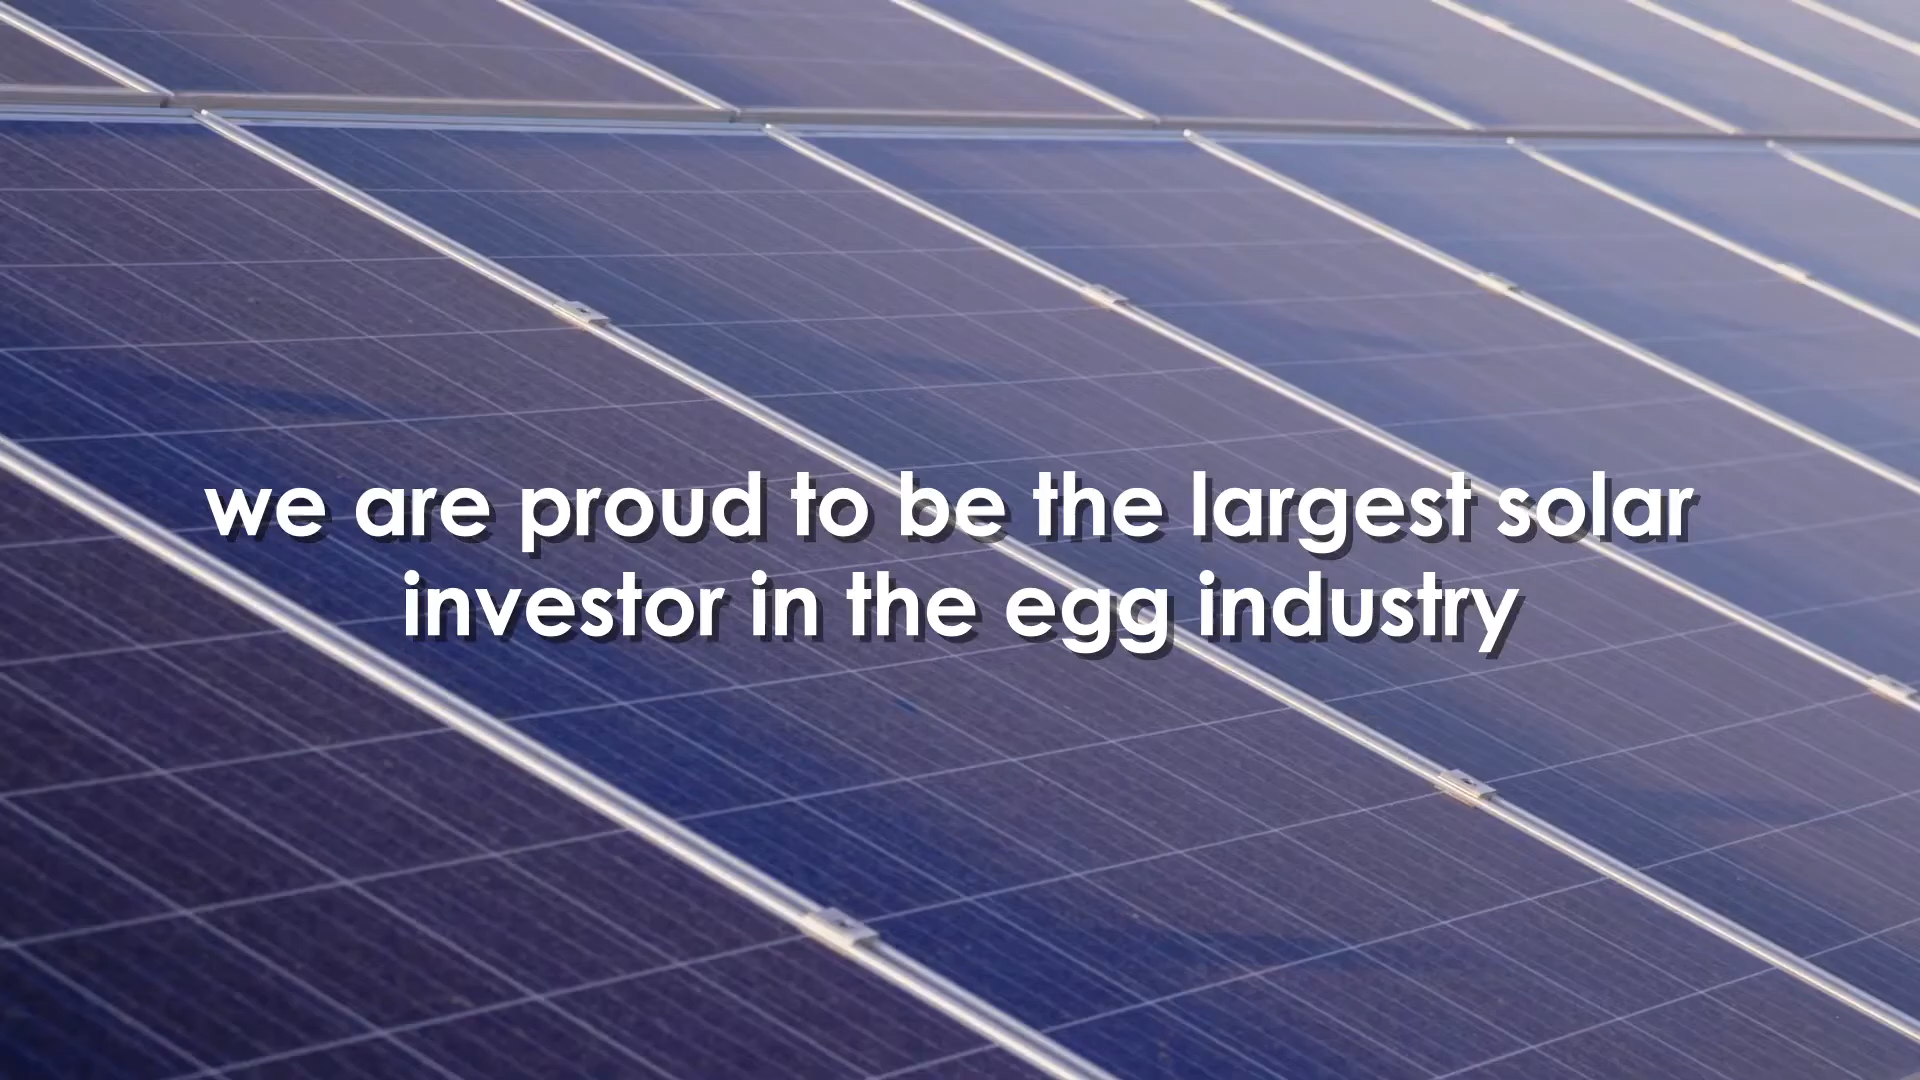 we are proud to be the largest solar
investor in the egg industry